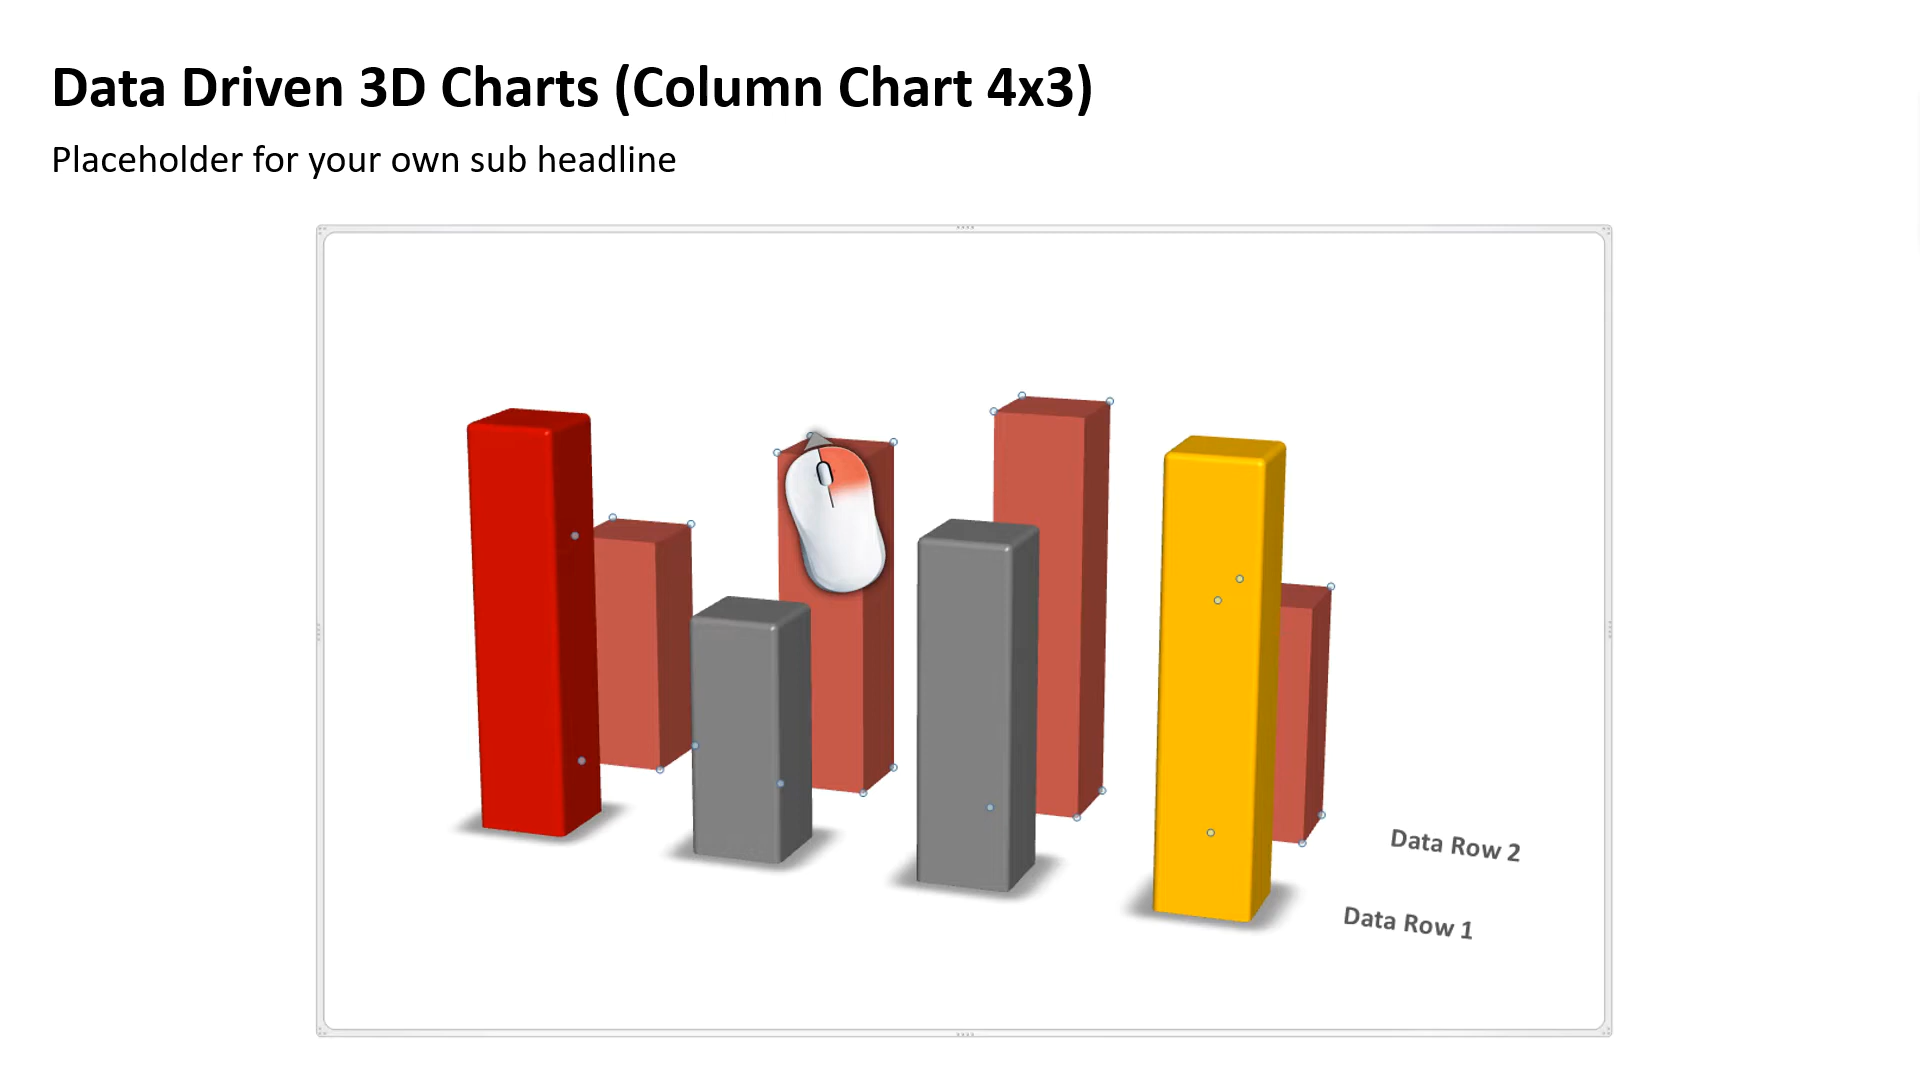 Data Driven 3D Charts (Column Chart 4x3)
Placeholder for your own sub headline
Data Row 2
Data Row 1